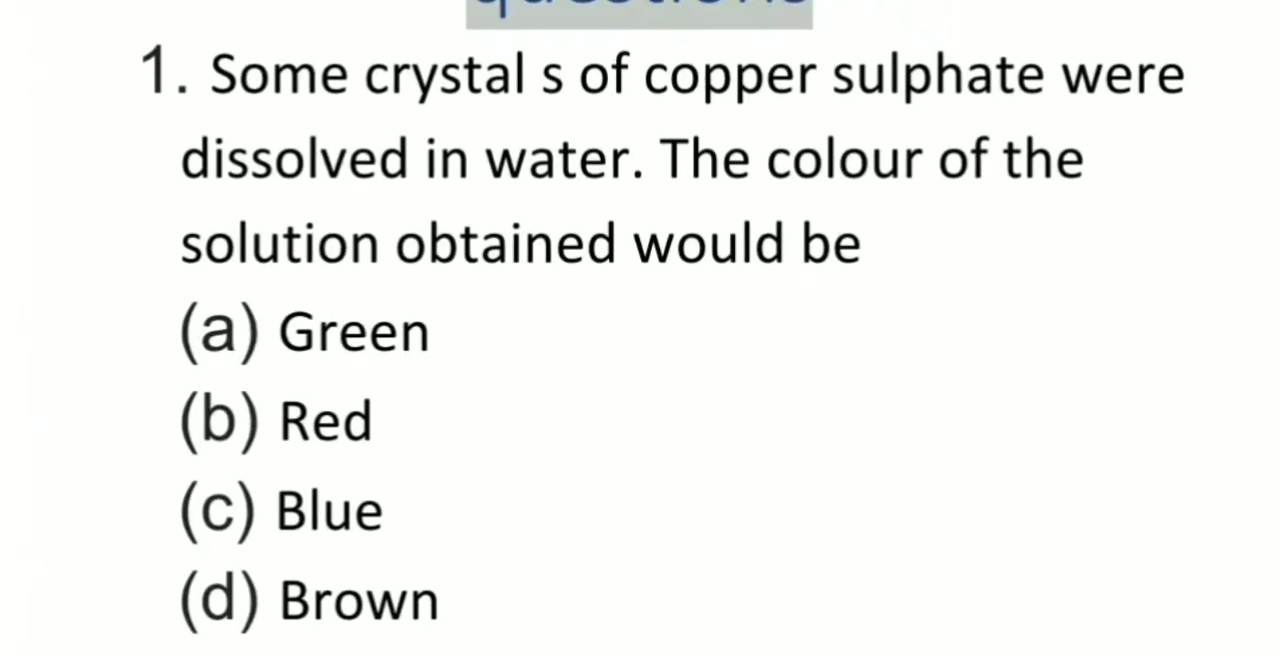 questions
1. Some crystal s of copper sulphate were
dissolved in water. The colour of the
solution obtained would be
(a) Green
(b) Red
(c) Blue
(d) Brown